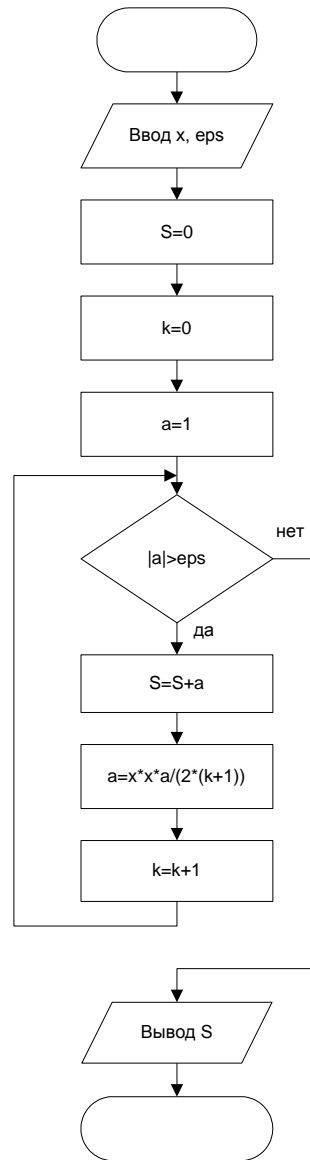 Ввод x, eps
S=0
k=0
a=1
|a|>eps
нет
да
S=S+a
a=x*x*a/(2*(k+1))
k=k+1
Вывод S